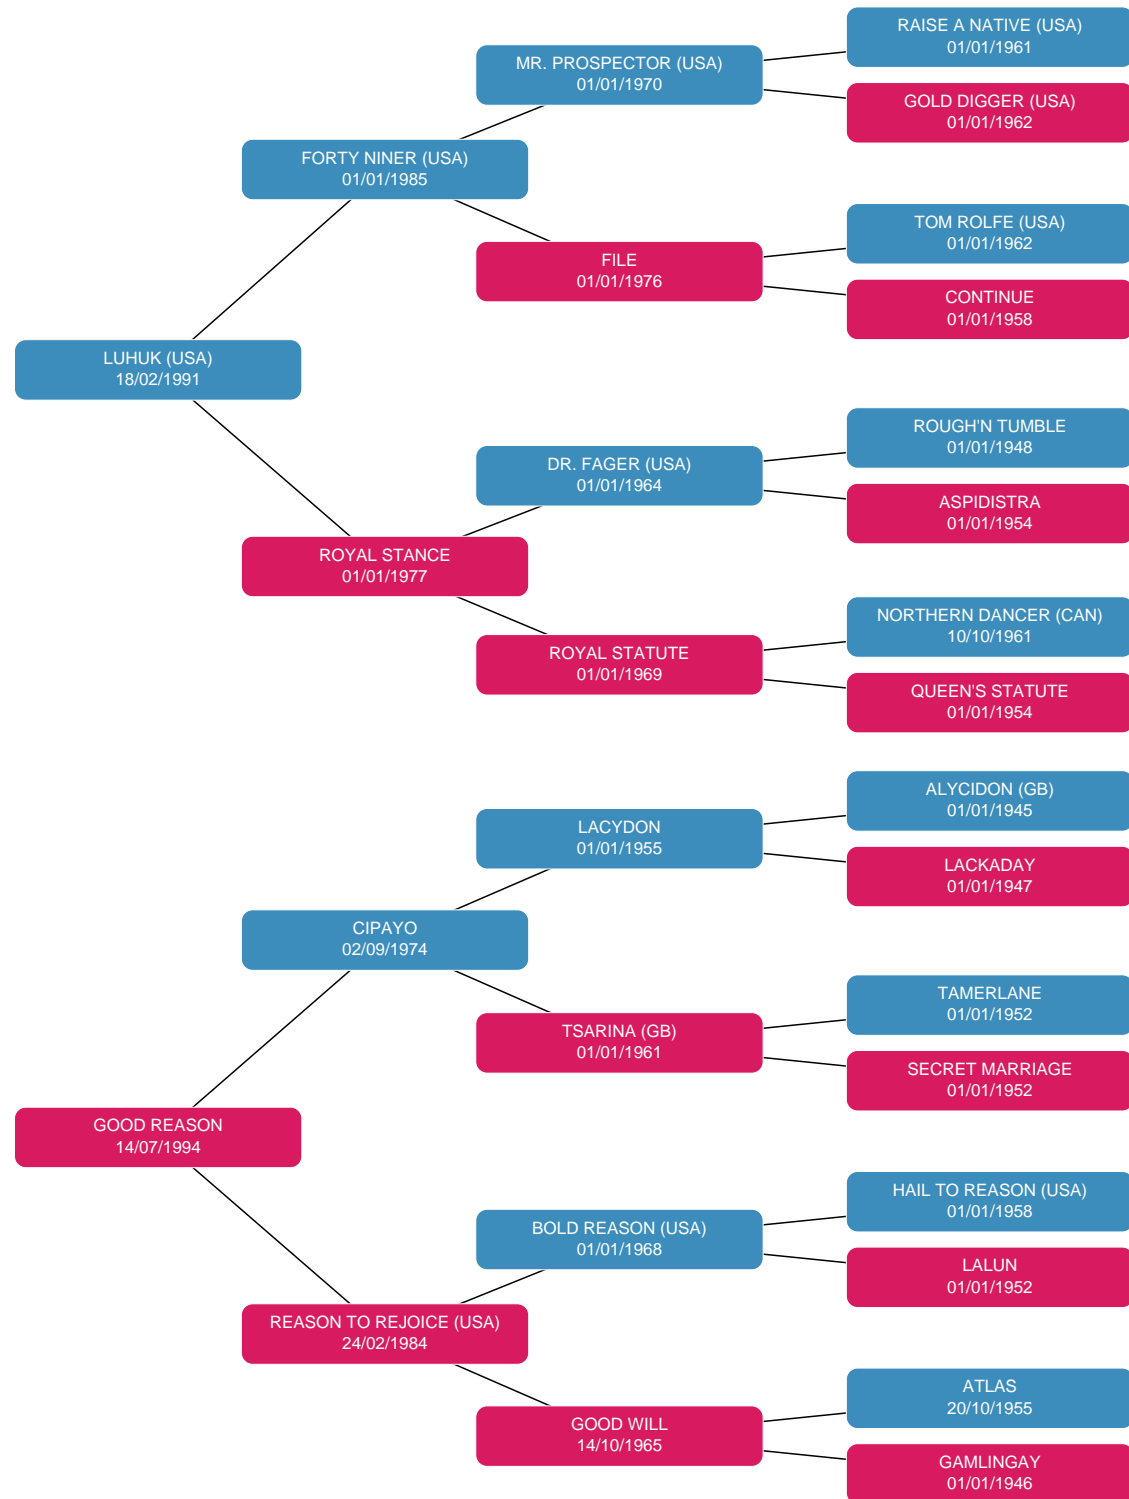 RAISE A NATIVE (USA)
01/01/1961
MR. PROSPECTOR (USA)
01/01/1970
GOLD DIGGER (USA)
01/01/1962
FORTY NINER (USA)
01/01/1985
TOM ROLFE (USA)
01/01/1962
FILE
01/01/1976
CONTINUE
01/01/1958
LUHUK (USA)
18/02/1991
ROUGH'N TUMBLE
01/01/1948
DR. FAGER (USA)
01/01/1964
ASPIDISTRA
01/01/1954
ROYAL STANCE
01/01/1977
NORTHERN DANCER (CAN)
10/10/1961
ROYAL STATUTE
01/01/1969
QUEEN'S STATUTE
01/01/1954
ALYCIDON (GB)
01/01/1945
LACYDON
01/01/1955
LACKADAY
01/01/1947
CIPAYO
02/09/1974
TAMERLANE
01/01/1952
TSARINA (GB)
01/01/1961
SECRET MARRIAGE
01/01/1952
GOOD REASON
14/07/1994
HAIL TO REASON (USA)
01/01/1958
BOLD REASON (USA)
01/01/1968
LALUN
01/01/1952
REASON TO REJOICE (USA)
24/02/1984
ATLAS
20/10/1955
GOOD WILL
14/10/1965
GAMLINGAY
01/01/1946